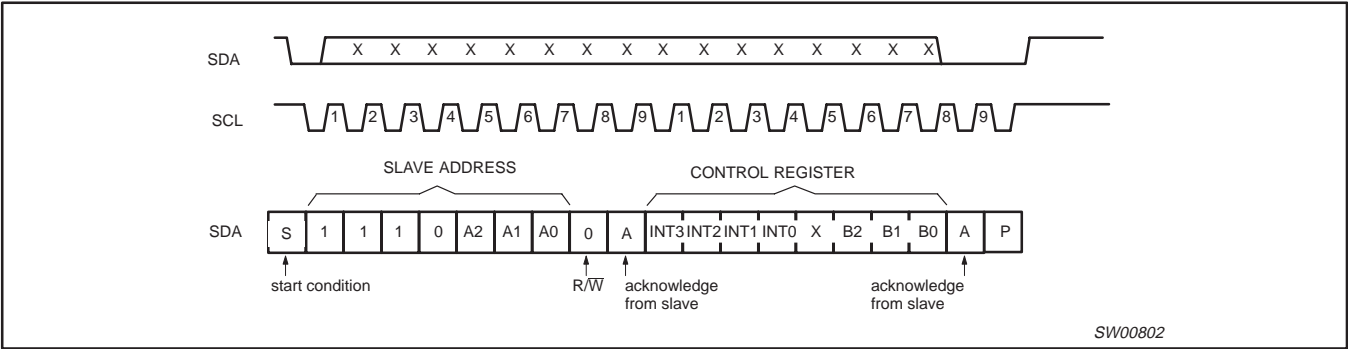 SDA
X X X X X X X X X X X X X X X X
SCL
1 2 3 4 5 6 7 8 9 1 2 3 4 5 6 7 8 9
SLAVE ADDRESS
CONTROL REGISTER
SDA
S 1 1 1 0 A2 A1 A0 0 A INT3 INT2 INT1 INT0 X B2 B1 B0 A P
start condition
R/W̅
acknowledge
from slave
acknowledge
from slave
SW00802